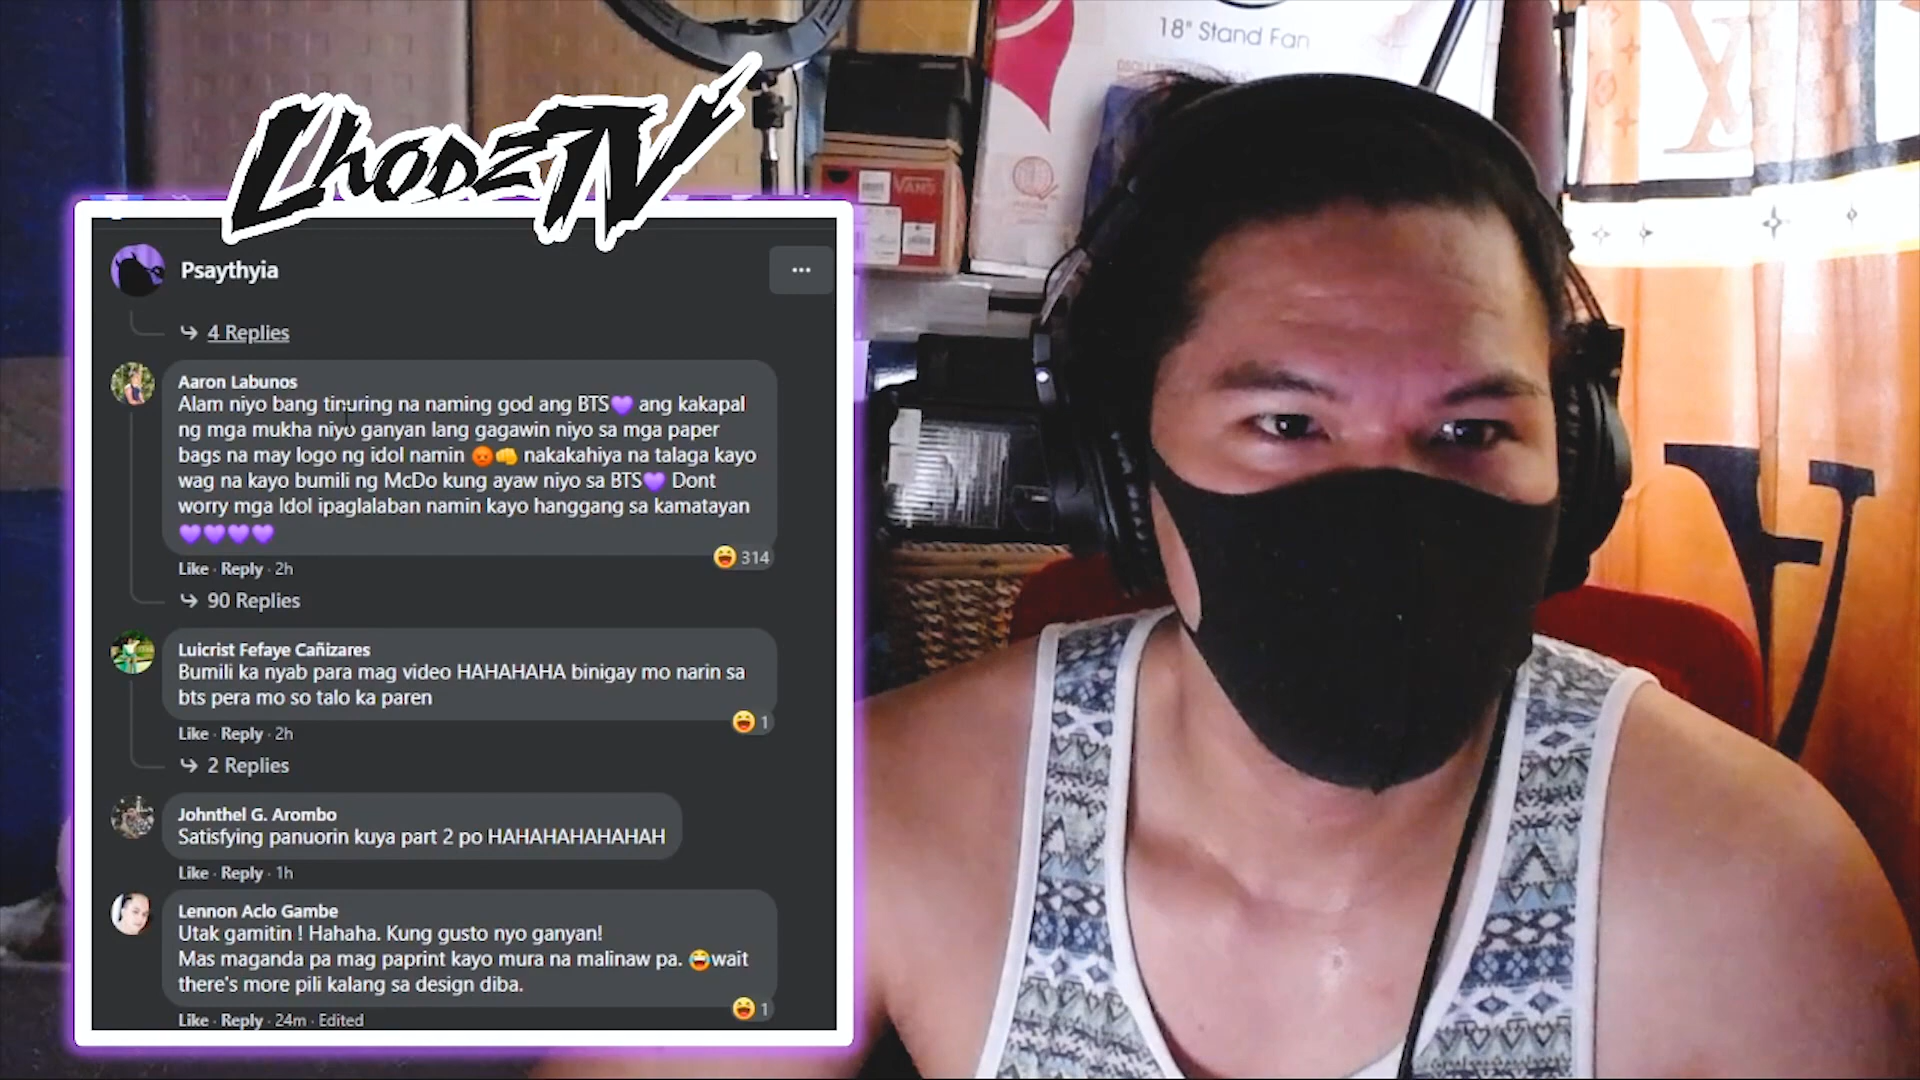 LhodzTV
18" Stand Fan
VANS
Psaythyia
4 Replies
Aaron Labunos
Alam niyo bang tinuring na naming god ang BTS💜 ang kakapal
ng mga mukha niyo ganyan lang gagawin niyo sa mga paper
bags na may logo ng idol namin 😡👊 nakakahiya na talaga kayo
wag na kayo bumili ng McDo kung ayaw niyo sa BTS💜 Dont
worry mga Idol ipaglalaban namin kayo hanggang sa kamatayan
💜💜💜💜
314
Like · Reply · 2h
90 Replies
Luicrist Fefaye Cañizares
Bumili ka nyab para mag video HAHAHAHA binigay mo narin sa
bts pera mo so talo ka paren
1
Like · Reply · 2h
2 Replies
Johnthel G. Arombo
Satisfying panuorin kuya part 2 po HAHAHAHAHAHAH
Like · Reply · 1h
Lennon Aclo Gambe
Utak gamitin ! Hahaha. Kung gusto nyo ganyan!
Mas maganda pa mag paprint kayo mura na malinaw pa. 😂wait
there's more pili kalang sa design diba.
1
Like · Reply · 24m · Edited